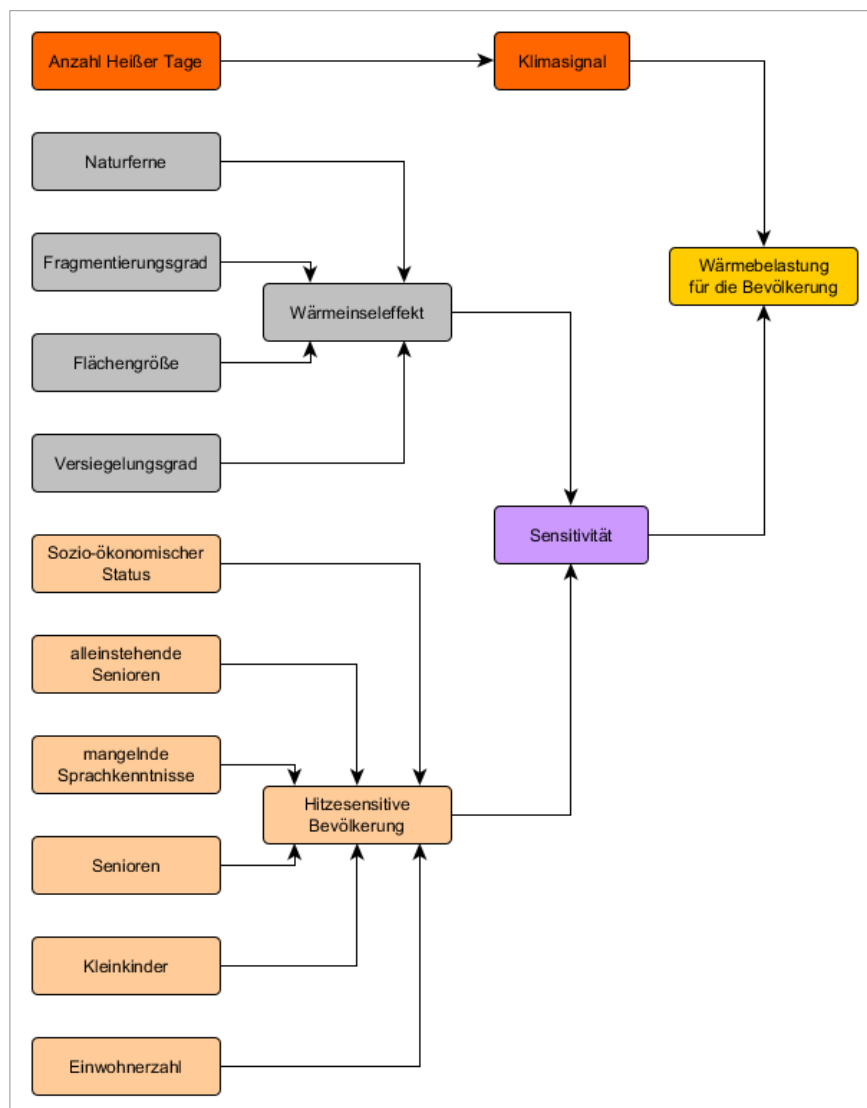 Anzahl Heißer Tage
Klimasignal
Naturferne
Fragmentierungsgrad
Wärmebelastung
für die Bevölkerung
Wärmeinseleffekt
Flächengröße
Versiegelungsgrad
Sensitivität
Sozio-ökonomischer
Status
alleinstehende
Senioren
mangelnde
Sprachkenntnisse
Hitzesensitive
Bevölkerung
Senioren
Kleinkinder
Einwohnerzahl